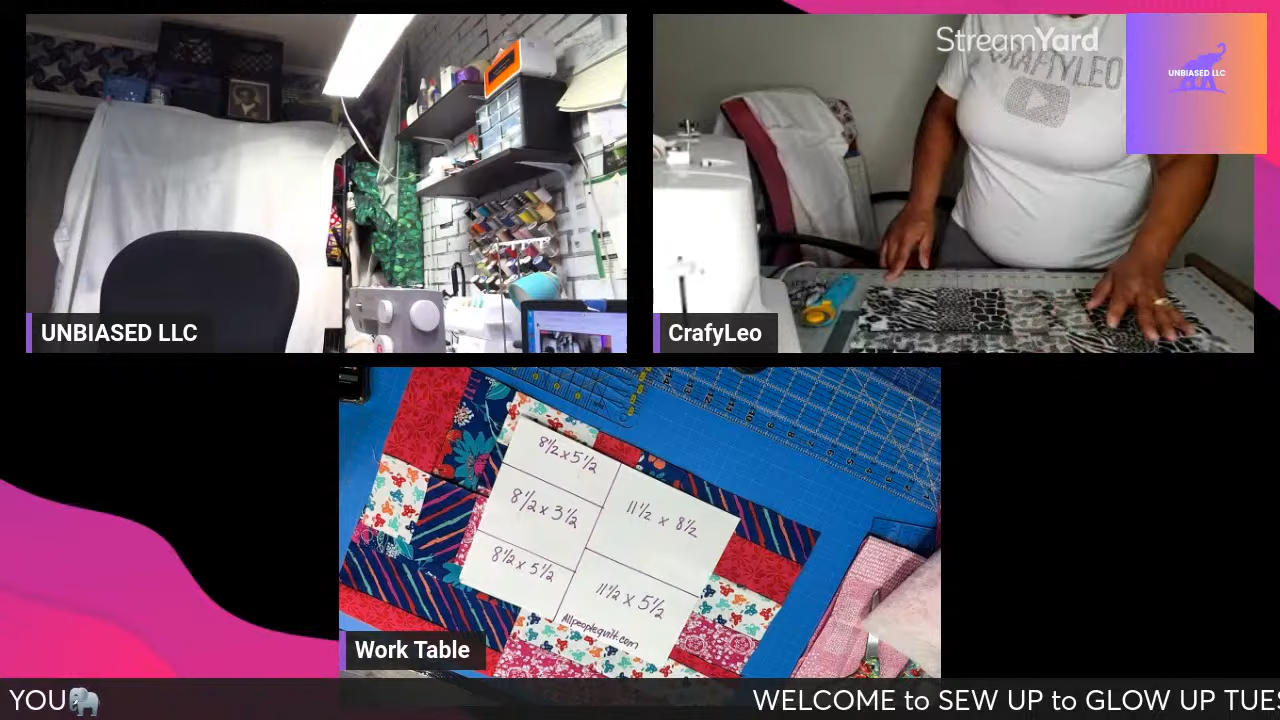 StreamYard
CRAFTYLEO
UNBIASED LLC
UNBIASED LLC
CrafyLeo
8½ x 5½
8½ x 3½
8½ x 5½
11½ x 8½
11½ x 5½
Allpeoplequilt.com
Work Table
YOU🐘
WELCOME to SEW UP to GLOW UP TUES